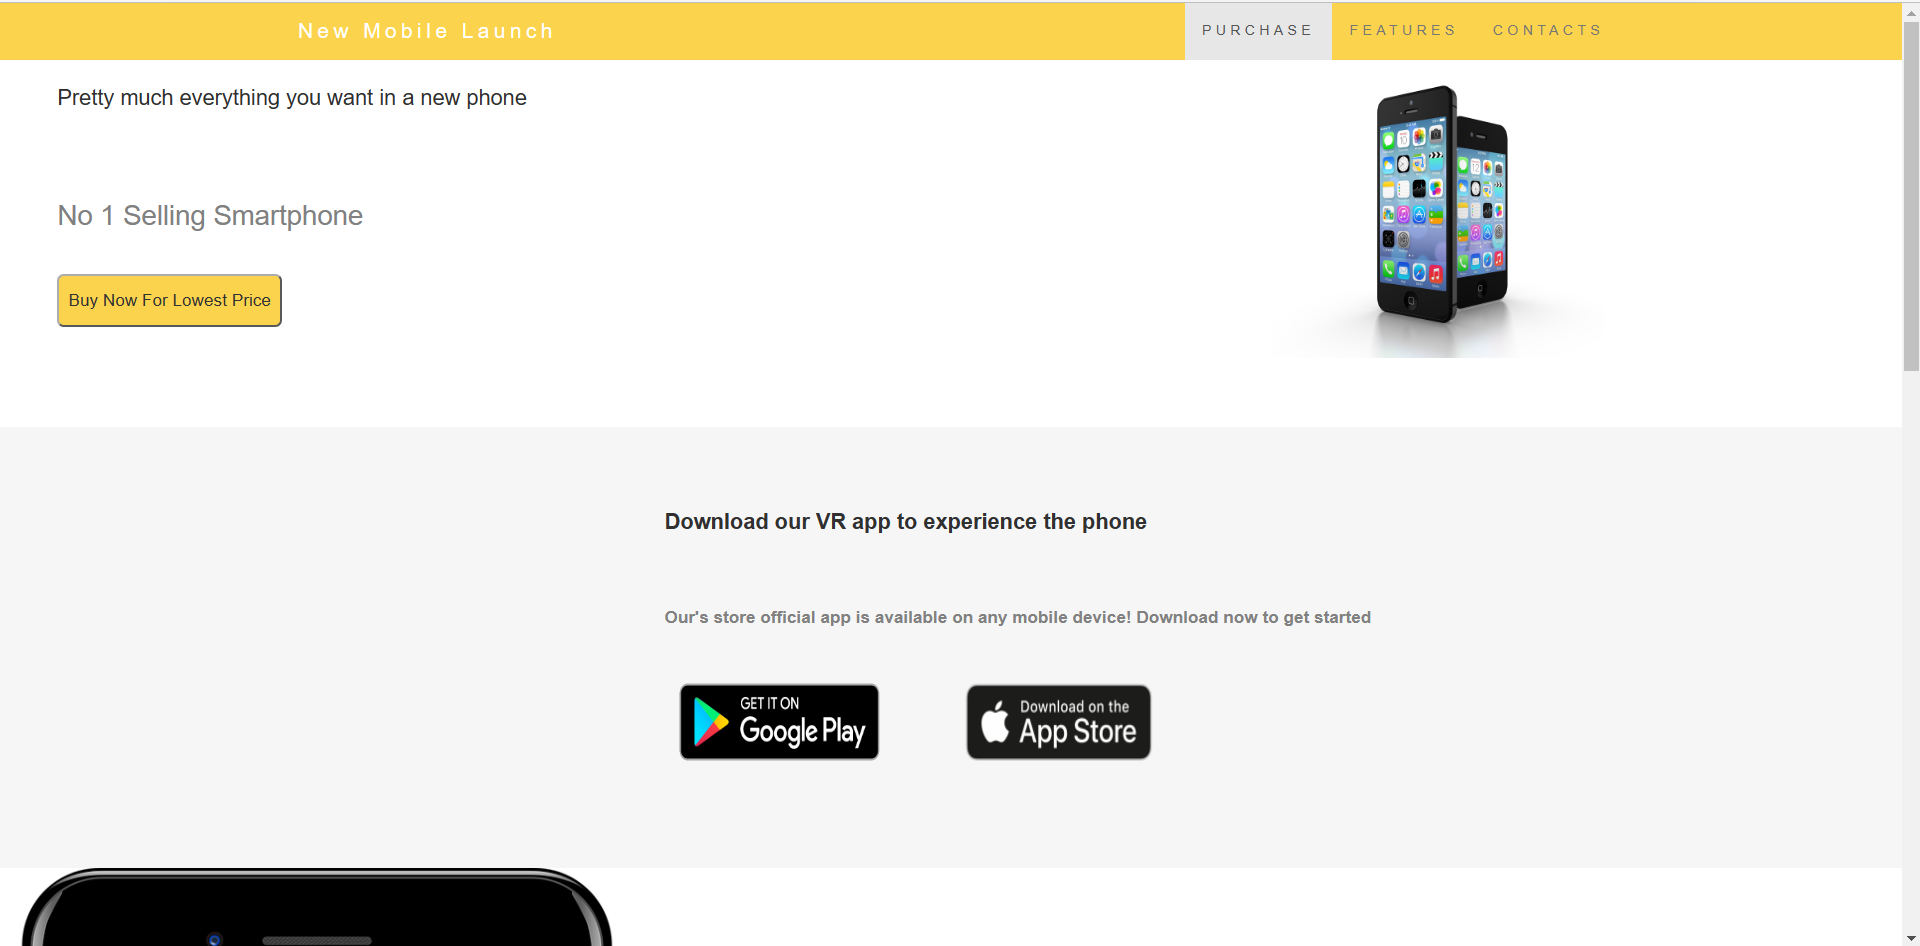 New Mobile Launch
PURCHASE
FEATURES
CONTACTS
Pretty much everything you want in a new phone
No 1 Selling Smartphone
Buy Now For Lowest Price
Download our VR app to experience the phone
Our's store official app is available on any mobile device! Download now to get started
GET IT ON
Google Play
Download on the
App Store